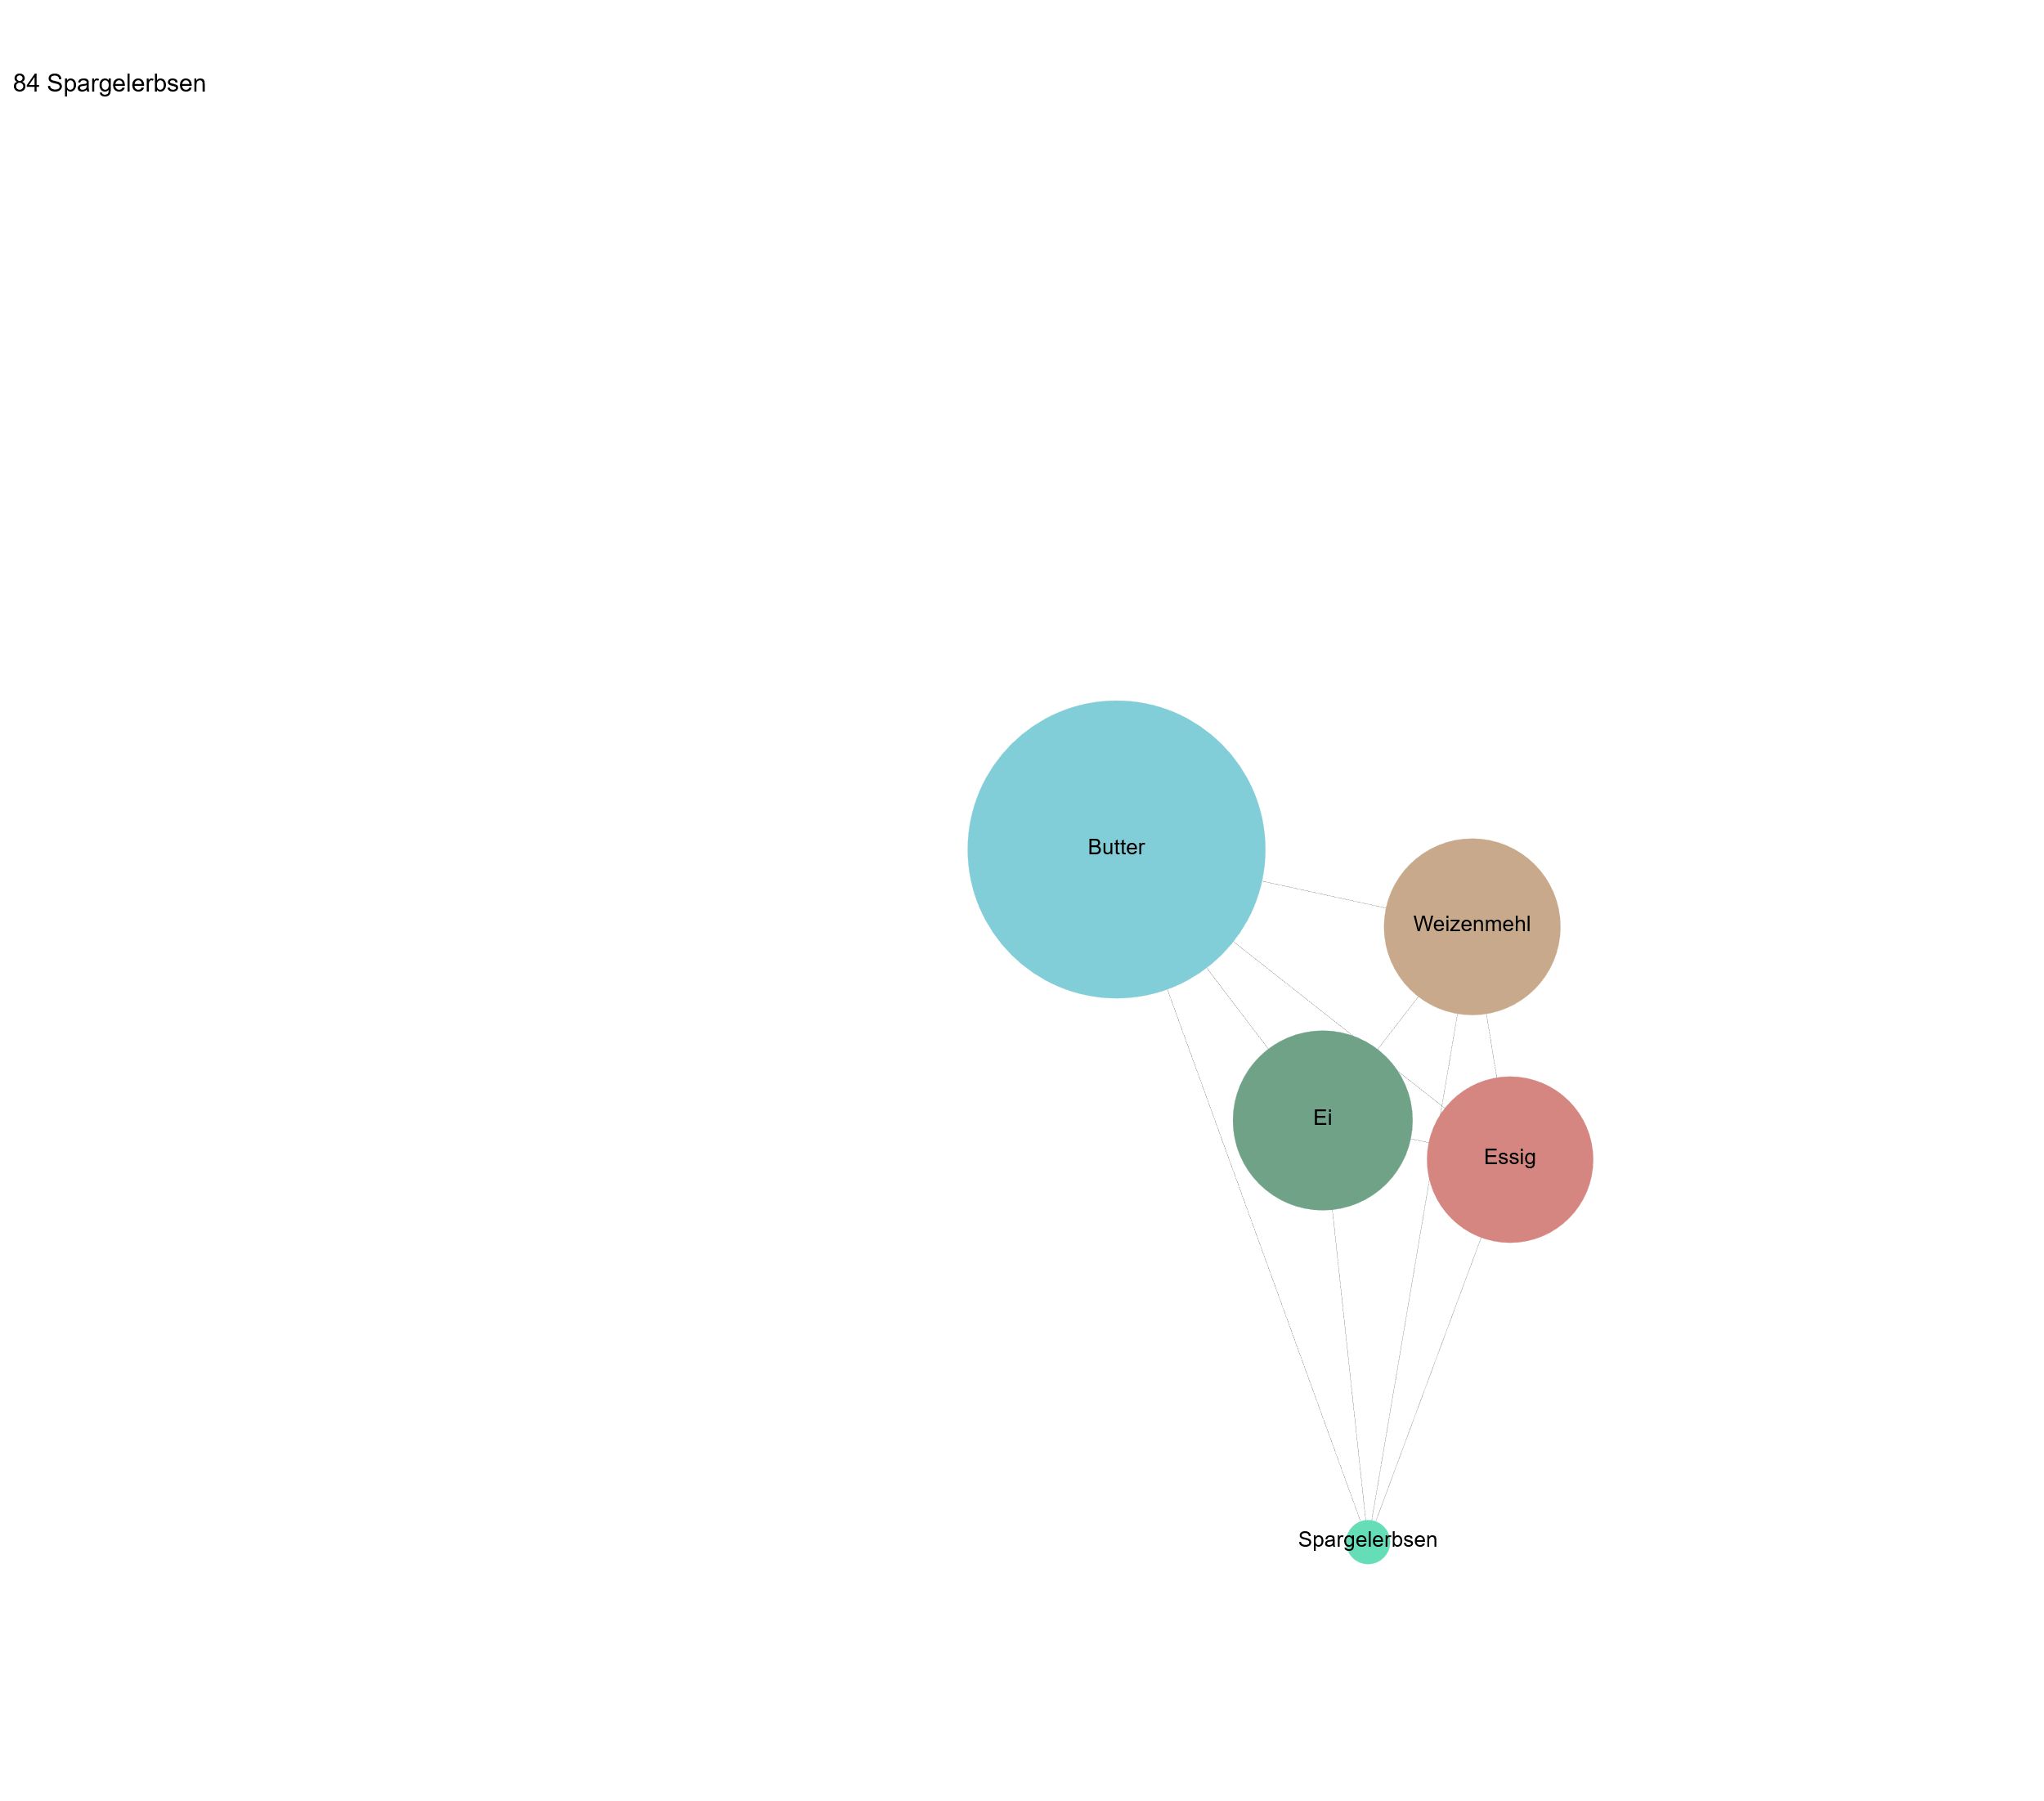 84 Spargelerbsen
Butter
Weizenmehl
Ei
Essig
Spargelerbsen